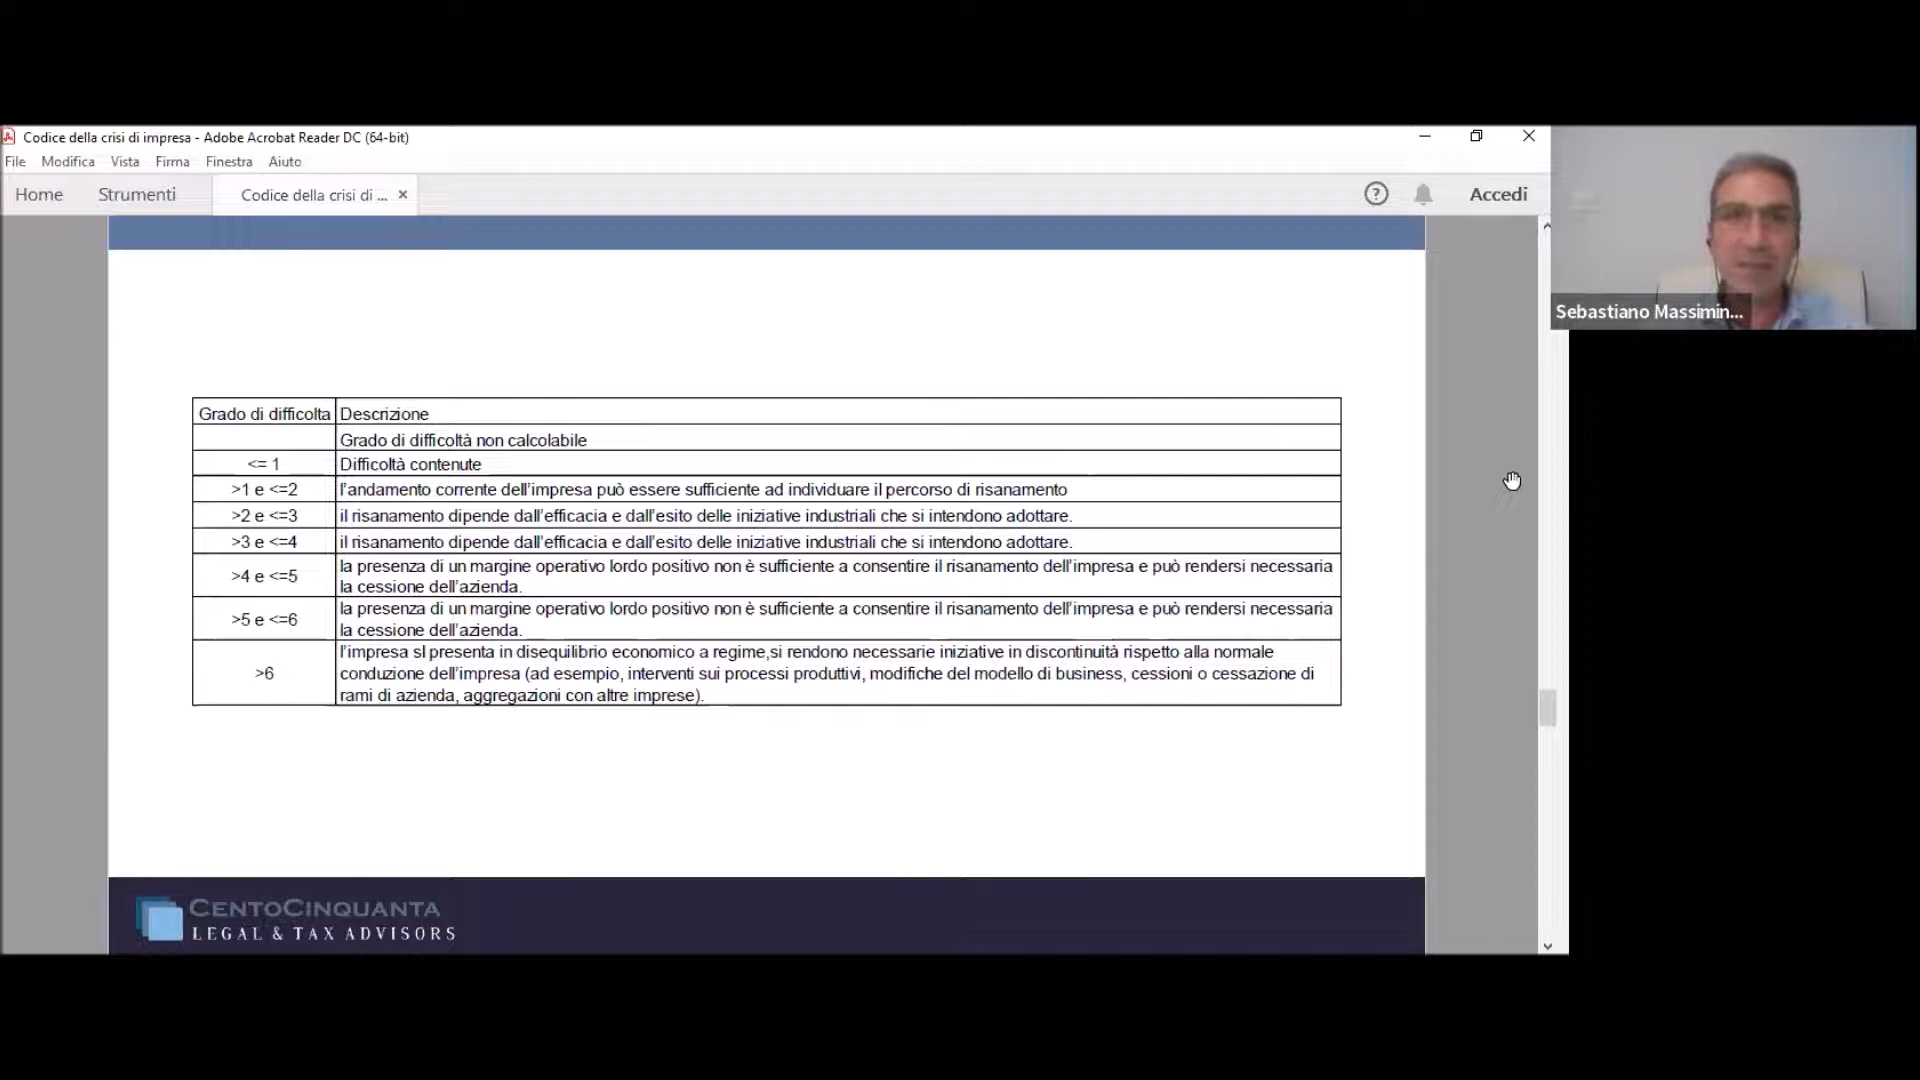 Codice della crisi di impresa - Adobe Acrobat Reader DC (64-bit)
File Modifica Vista Firma Finestra Aiuto
Home Strumenti Codice della crisi di ... × ? Accedi
Sebastiano Massimin...
Grado di difficolta Descrizione
Grado di difficoltà non calcolabile
<= 1 Difficoltà contenute
>1 e <=2 l'andamento corrente dell'impresa può essere sufficiente ad individuare il percorso di risanamento
>2 e <=3 il risanamento dipende dall'efficacia e dall'esito delle iniziative industriali che si intendono adottare.
>3 e <=4 il risanamento dipende dall'efficacia e dall'esito delle iniziative industriali che si intendono adottare.
>4 e <=5 la presenza di un margine operativo lordo positivo non è sufficiente a consentire il risanamento dell'impresa e può rendersi necessaria
la cessione dell'azienda.
>5 e <=6 la presenza di un margine operativo lordo positivo non è sufficiente a consentire il risanamento dell'impresa e può rendersi necessaria
la cessione dell'azienda.
>6 l'impresa sI presenta in disequilibrio economico a regime,si rendono necessarie iniziative in discontinuità rispetto alla normale
conduzione dell'impresa (ad esempio, interventi sui processi produttivi, modifiche del modello di business, cessioni o cessazione di
rami di azienda, aggregazioni con altre imprese).
CENTOCINQUANTA
LEGAL & TAX ADVISORS